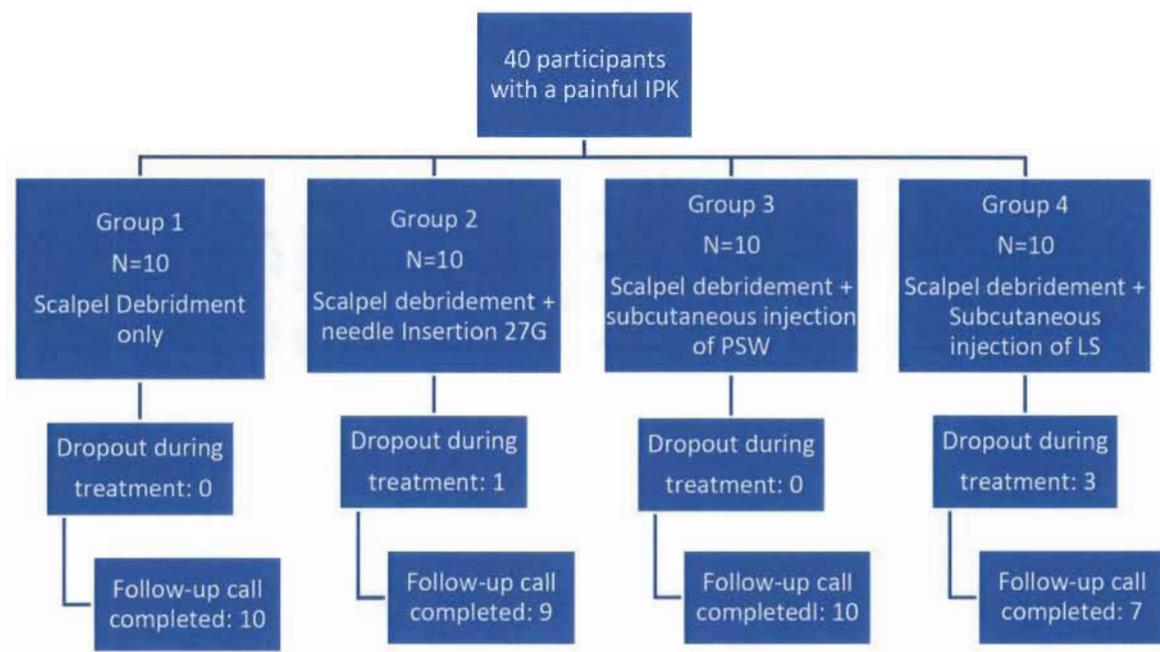 40 participants
with a painful IPK
Group 1
N=10
Scalpel Debridment
only
Group 2
N=10
Scalpel debridement +
needle Insertion 27G
Group 3
N=10
Scalpel debridement +
subcutaneous injection
of PSW
Group 4
N=10
Scalpel debridement +
Subcutaneous
injection of LS
Dropout during
treatment: 0
Dropout during
treatment: 1
Dropout during
treatment: 0
Dropout during
treatment: 3
Follow-up call
completed: 10
Follow-up call
completed: 9
Follow-up call
completedl: 10
Follow-up call
completed: 7